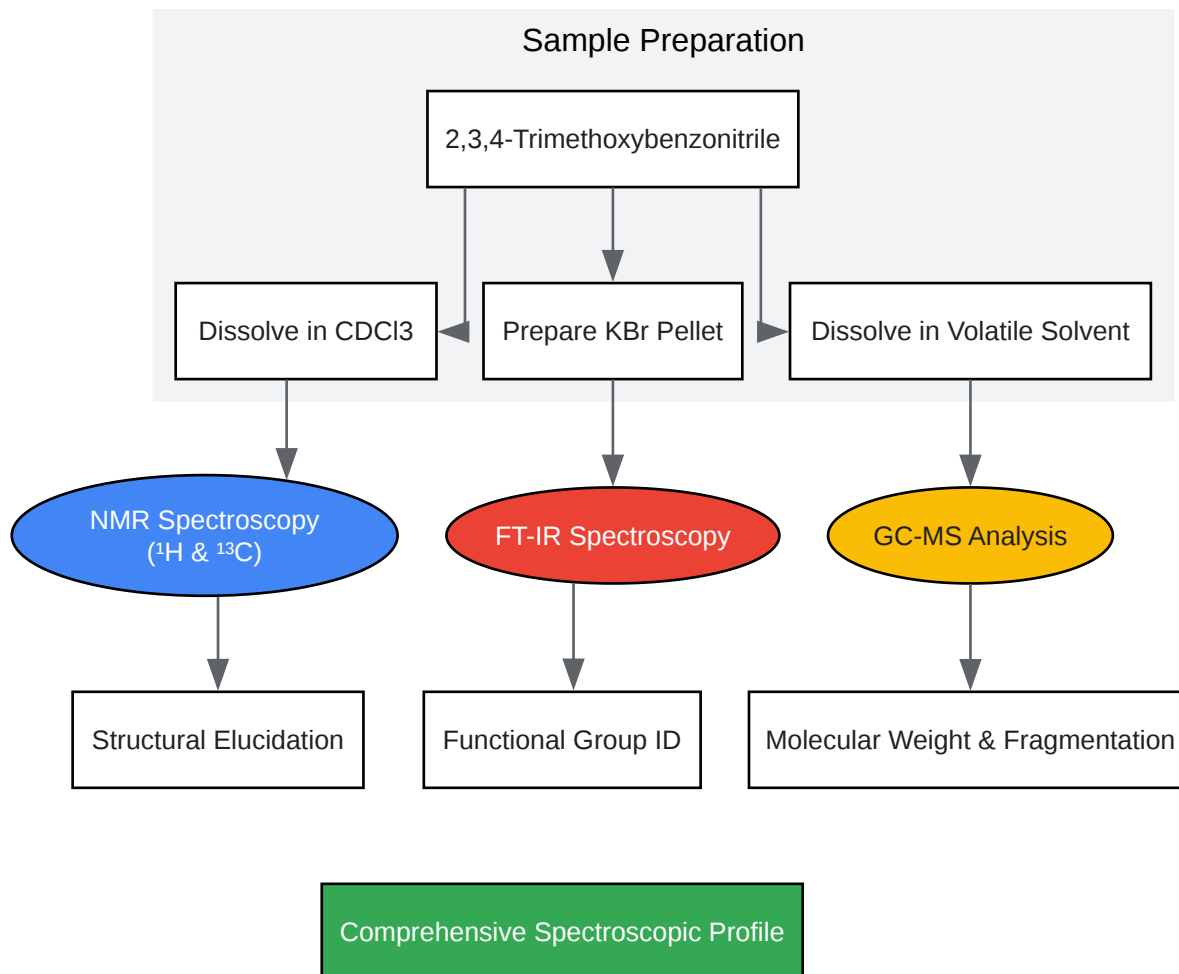 Sample Preparation
2,3,4-Trimethoxybenzonitrile
Dissolve in CDCl3
Prepare KBr Pellet
Dissolve in Volatile Solvent
NMR Spectroscopy
(¹H & ¹³C)
FT-IR Spectroscopy
GC-MS Analysis
Structural Elucidation
Functional Group ID
Molecular Weight & Fragmentation
Comprehensive Spectroscopic Profile